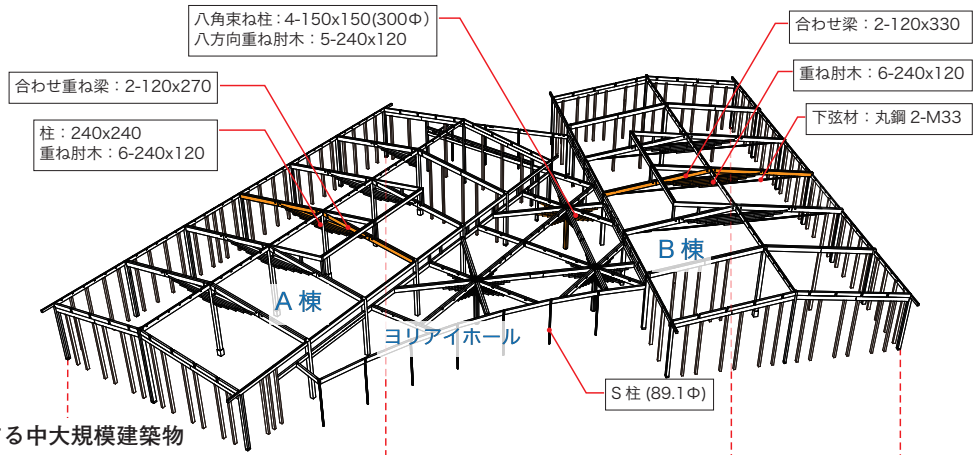 八角束ね柱：4-150x150(300Φ)
八方向重ね肘木：5-240x120
合わせ梁：2-120x330
合わせ重ね梁：2-120x270
重ね肘木：6-240x120
柱：240x240
重ね肘木：6-240x120
下弦材：丸鋼 2-M33
A 棟
B 棟
ヨリアイホール
S 柱 (89.1Φ)
る中大規模建築物